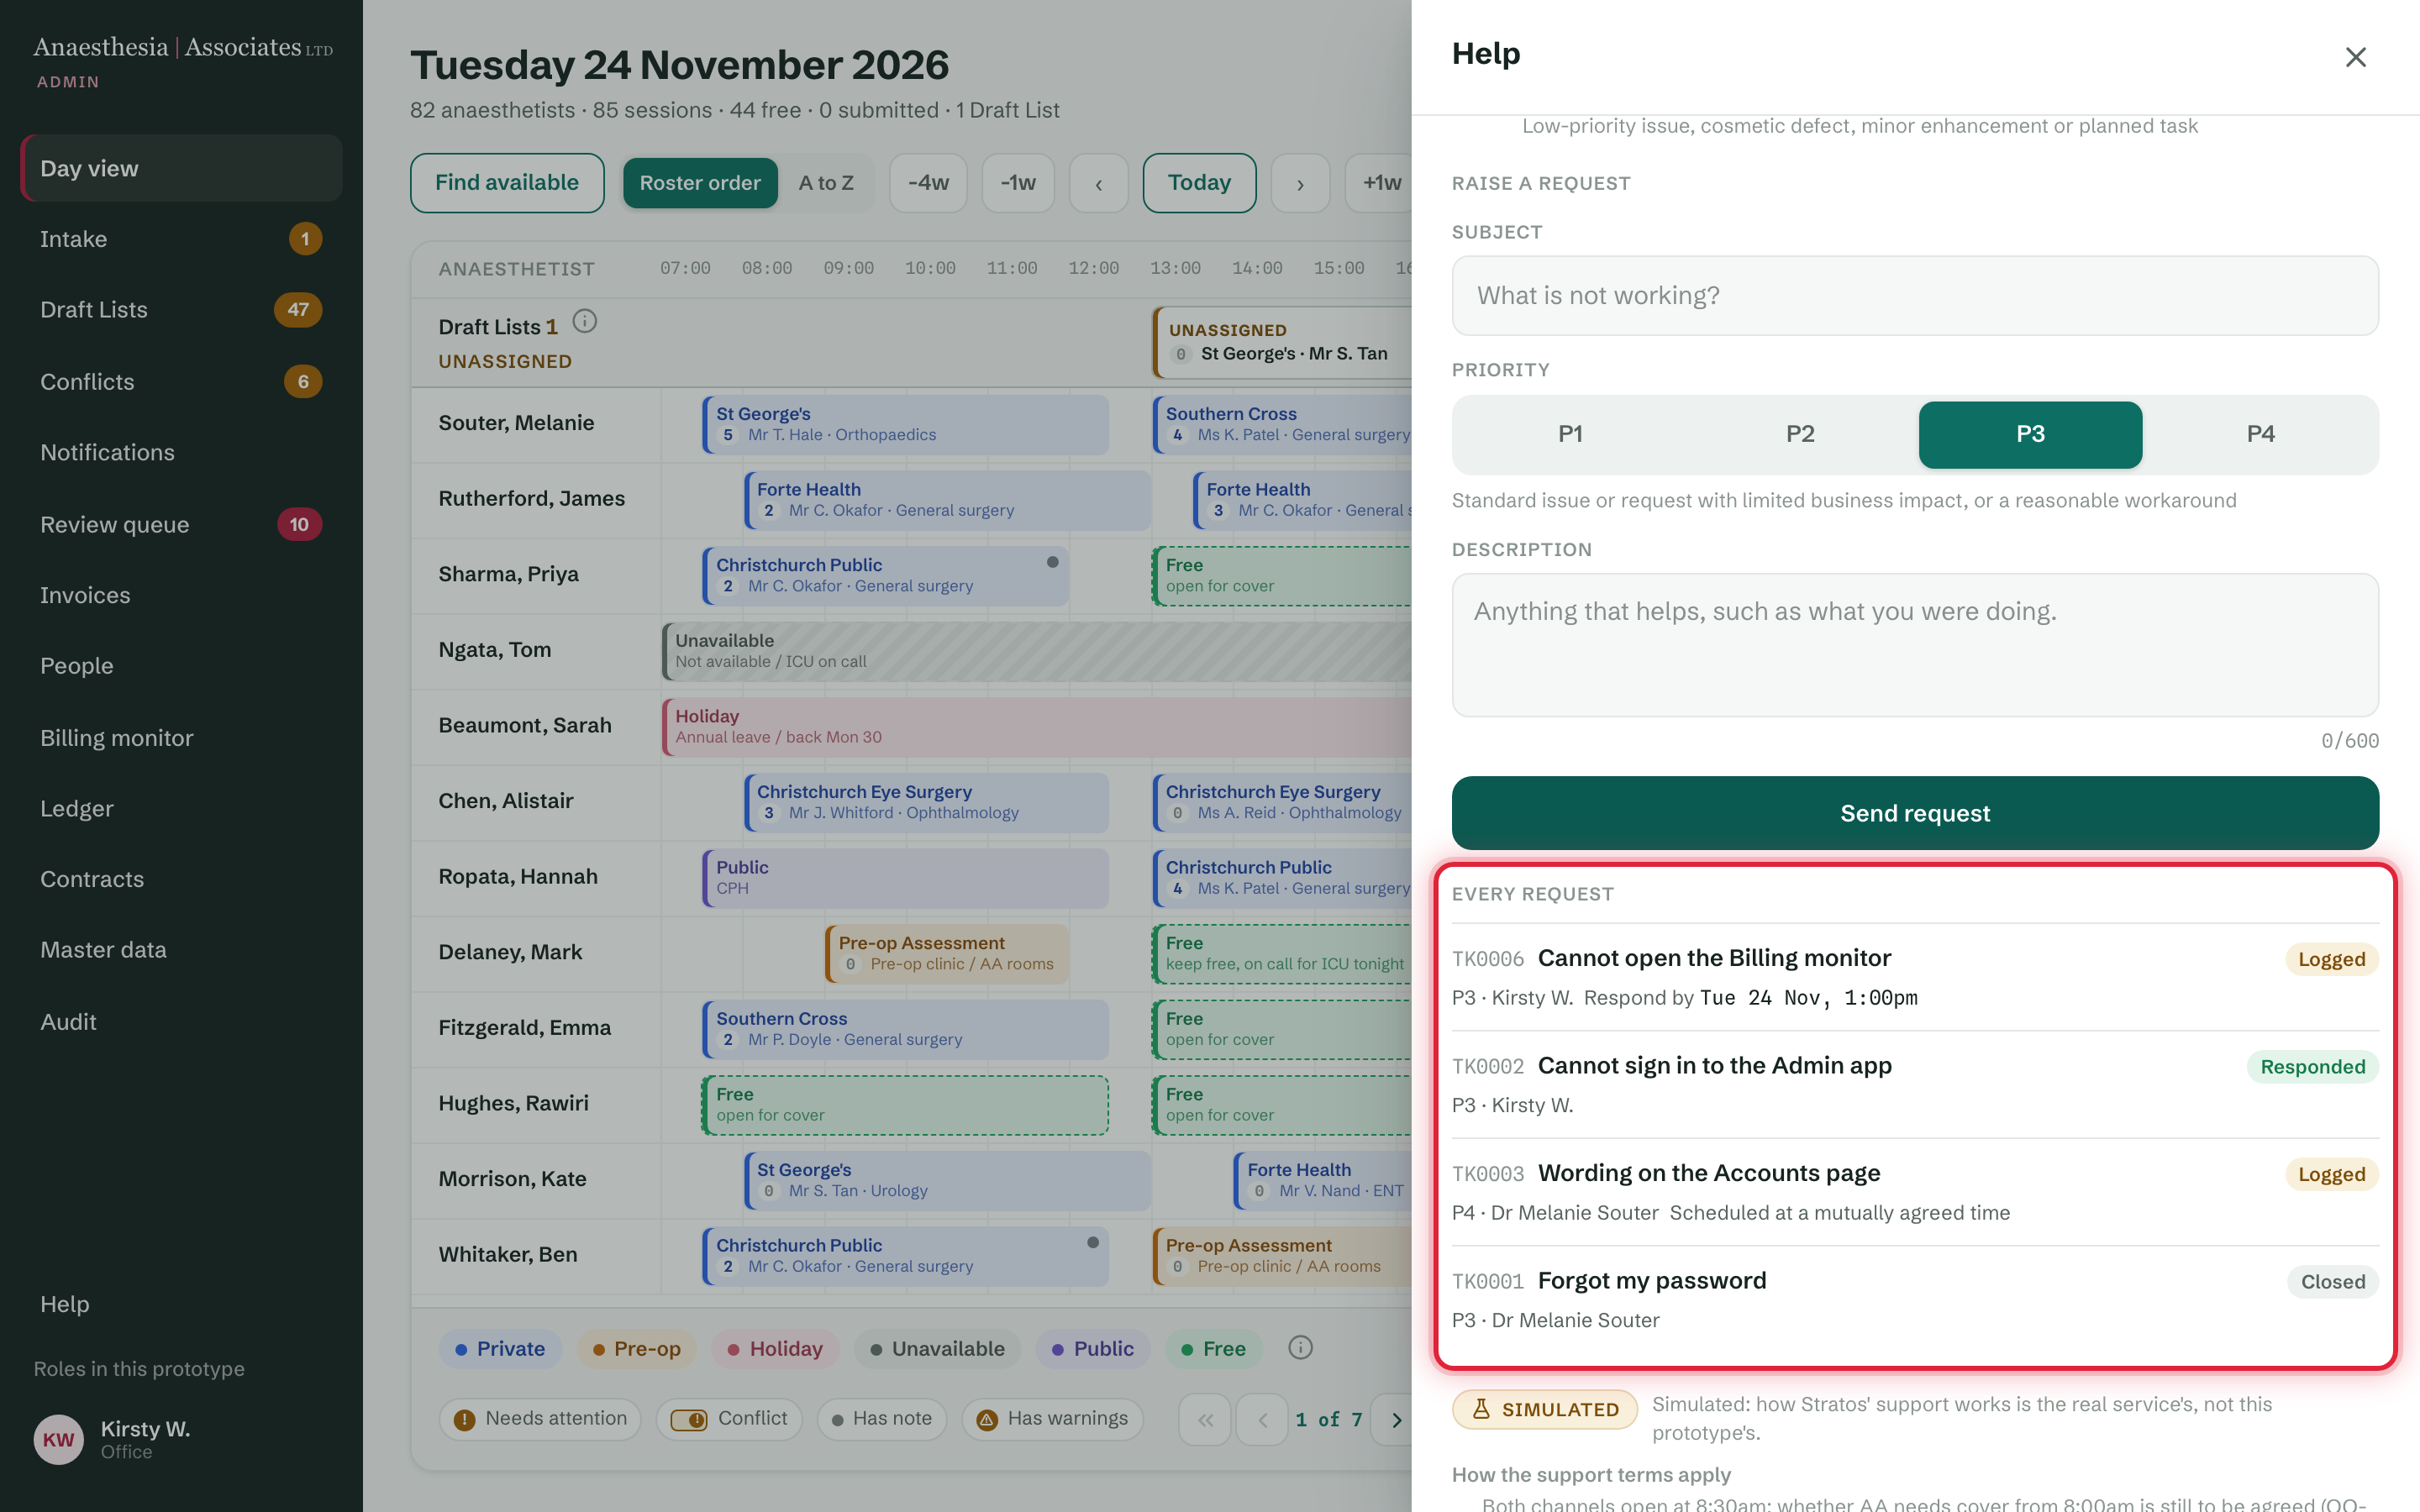 Anaesthesia | Associates LTD
ADMIN
Day view
Intake 1
Draft Lists 47
Conflicts 6
Notifications
Review queue 10
Invoices
People
Billing monitor
Ledger
Contracts
Master data
Audit
Help
Roles in this prototype
KW Kirsty W.
Office
Tuesday 24 November 2026
82 anaesthetists · 85 sessions · 44 free · 0 submitted · 1 Draft List
Find available Roster order A to Z -4w -1w ‹ Today › +1w
ANAESTHETIST 07:00 08:00 09:00 10:00 11:00 12:00 13:00 14:00 15:00 16
Draft Lists 1
UNASSIGNED
UNASSIGNED
0 St George's · Mr S. Tan
Souter, Melanie
St George's
5 Mr T. Hale · Orthopaedics
Southern Cross
4 Ms K. Patel · General surgery
Rutherford, James
Forte Health
2 Mr C. Okafor · General surgery
Forte Health
3 Mr C. Okafor · General s
Sharma, Priya
Christchurch Public
2 Mr C. Okafor · General surgery
Free
open for cover
Ngata, Tom
Unavailable
Not available / ICU on call
Beaumont, Sarah
Holiday
Annual leave / back Mon 30
Chen, Alistair
Christchurch Eye Surgery
3 Mr J. Whitford · Ophthalmology
Christchurch Eye Surgery
0 Ms A. Reid · Ophthalmology
Ropata, Hannah
Public
CPH
Christchurch Public
4 Ms K. Patel · General surgery
Delaney, Mark
Pre-op Assessment
0 Pre-op clinic / AA rooms
Free
keep free, on call for ICU tonight
Fitzgerald, Emma
Southern Cross
2 Mr P. Doyle · General surgery
Free
open for cover
Hughes, Rawiri
Free
open for cover
Free
open for cover
Morrison, Kate
St George's
0 Mr S. Tan · Urology
Forte Health
0 Mr V. Nand · ENT
Whitaker, Ben
Christchurch Public
2 Mr C. Okafor · General surgery
Pre-op Assessment
0 Pre-op clinic / AA rooms
Private Pre-op Holiday Unavailable Public Free
Needs attention Conflict Has note Has warnings « ‹ 1 of 7 ›
Help
Low-priority issue, cosmetic defect, minor enhancement or planned task
RAISE A REQUEST
SUBJECT
What is not working?
PRIORITY
P1 P2 P3 P4
Standard issue or request with limited business impact, or a reasonable workaround
DESCRIPTION
Anything that helps, such as what you were doing.
0/600
Send request
EVERY REQUEST
TK0006 Cannot open the Billing monitor Logged
P3 · Kirsty W. Respond by Tue 24 Nov, 1:00pm
TK0002 Cannot sign in to the Admin app Responded
P3 · Kirsty W.
TK0003 Wording on the Accounts page Logged
P4 · Dr Melanie Souter Scheduled at a mutually agreed time
TK0001 Forgot my password Closed
P3 · Dr Melanie Souter
SIMULATED Simulated: how Stratos' support works is the real service's, not this
prototype's.
How the support terms apply
Both channels open at 8:30am; whether AA needs cover from 8:00am is still to be agreed (OQ-